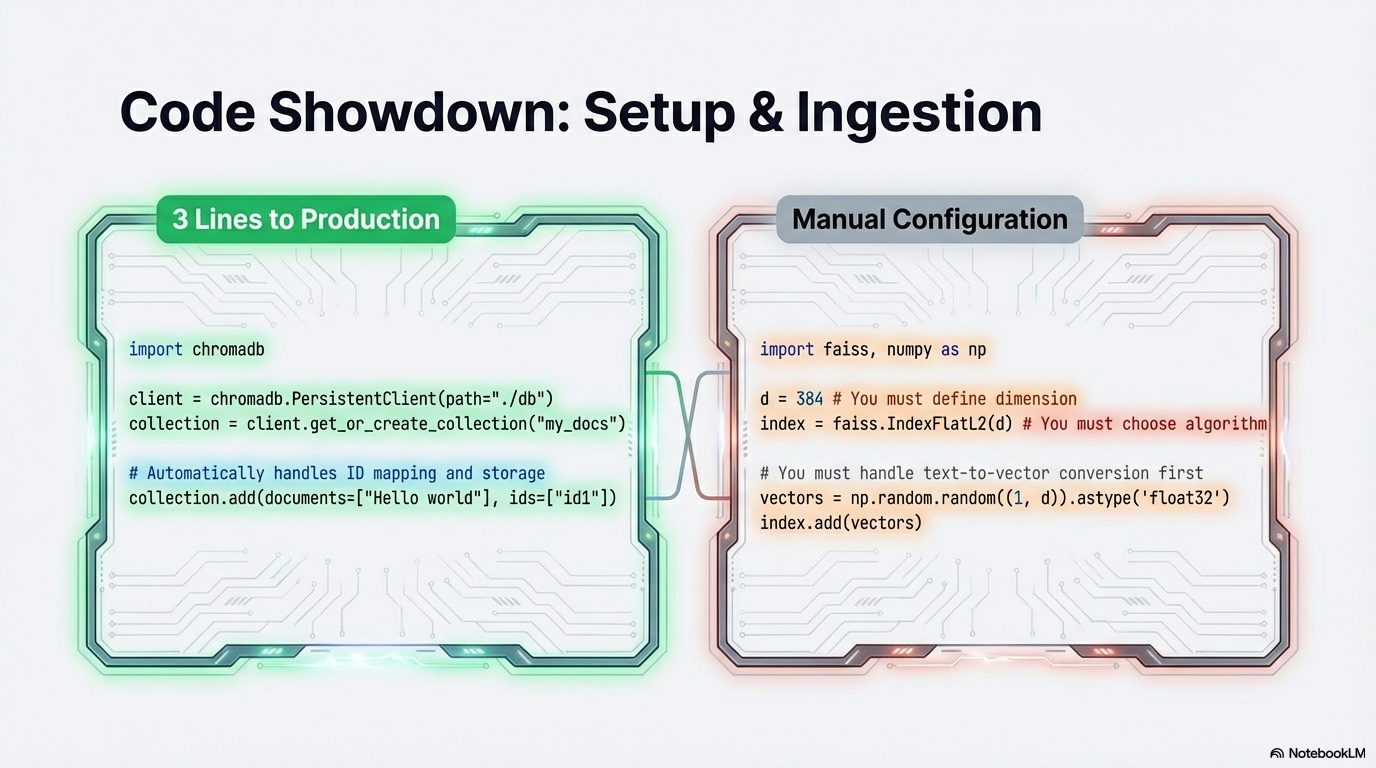 Code Showdown: Setup & Ingestion
3 Lines to Production
import chromadb
client = chromadb.PersistentClient(path="./db")
collection = client.get_or_create_collection("my_docs")
# Automatically handles ID mapping and storage
collection.add(documents=["Hello world"], ids=["id1"])
Manual Configuration
import faiss, numpy as np
d = 384 # You must define dimension
index = faiss.IndexFlatL2(d) # You must choose algorithm
# You must handle text-to-vector conversion first
vectors = np.random.random((1, d)).astype('float32')
index.add(vectors)
NotebookLM